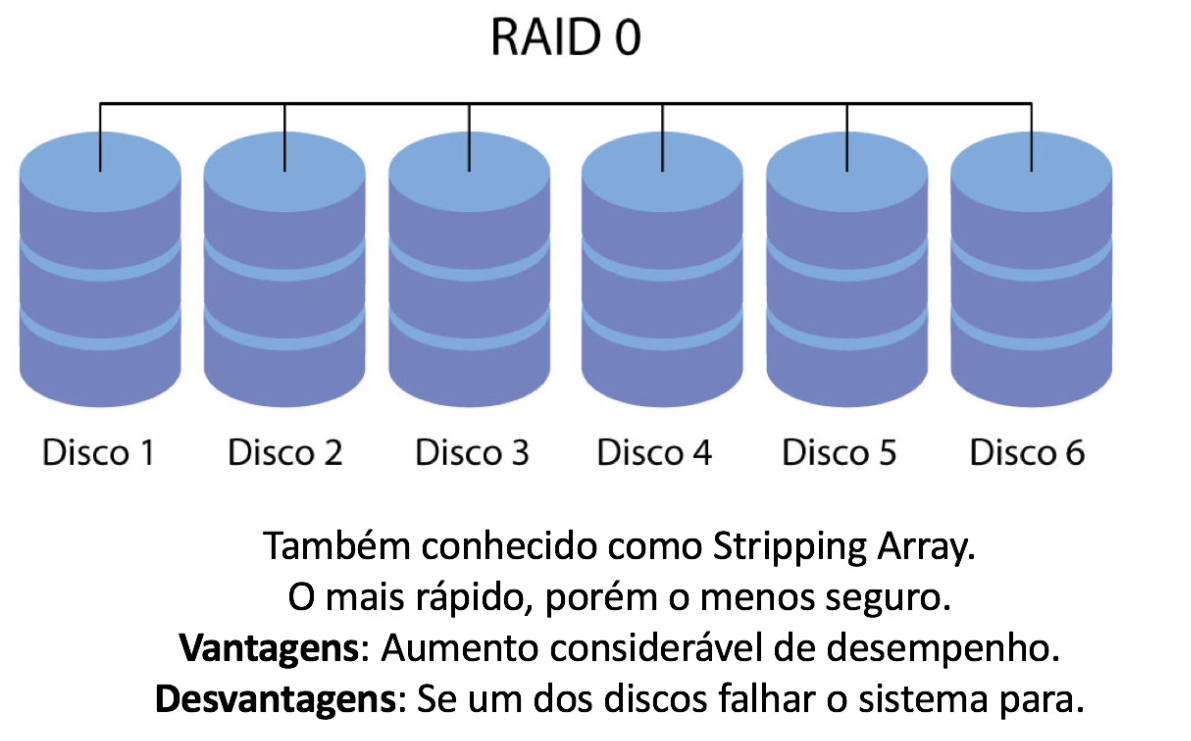 RAID 0
Disco 1 Disco 2 Disco 3 Disco 4 Disco 5 Disco 6
Também conhecido como Stripping Array.
O mais rápido, porém o menos seguro.
Vantagens: Aumento considerável de desempenho.
Desvantagens: Se um dos discos falhar o sistema para.